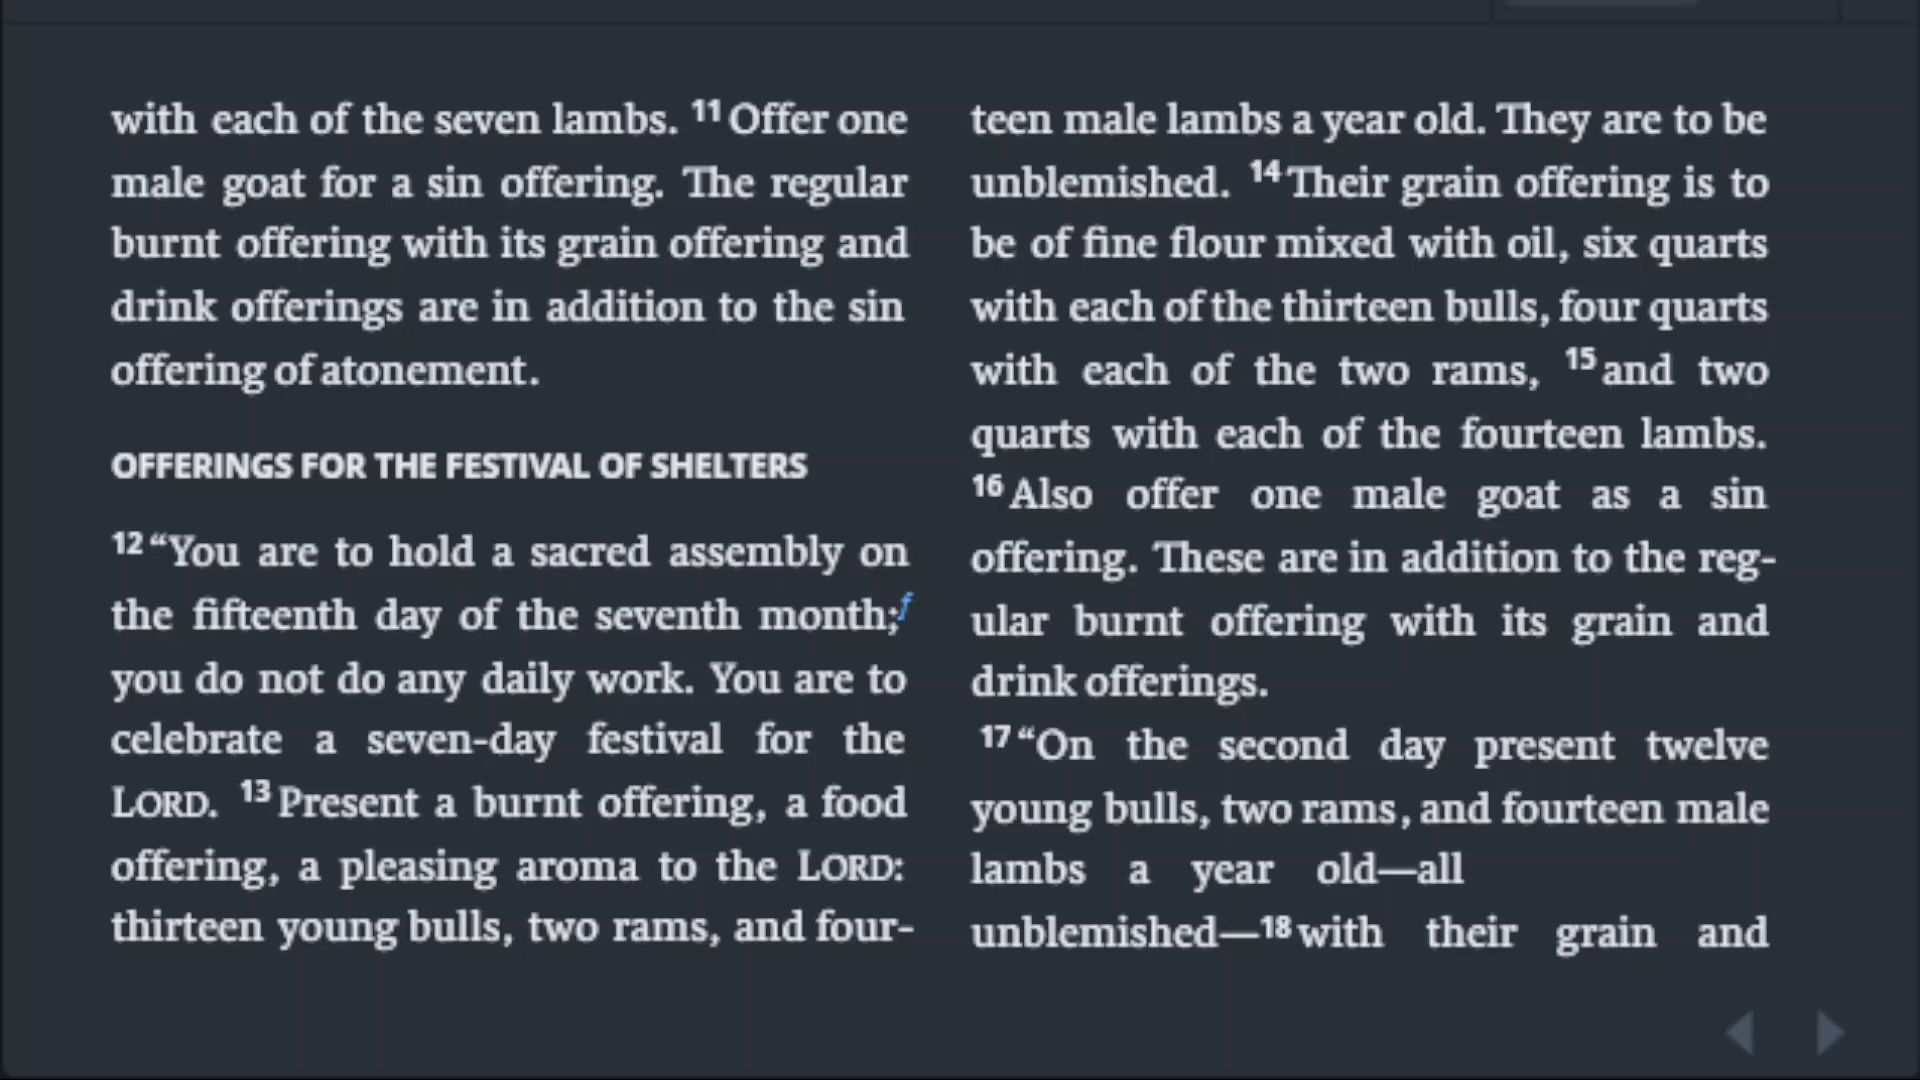 with each of the seven lambs. 11 Offer one
male goat for a sin offering. The regular
burnt offering with its grain offering and
drink offerings are in addition to the sin
offering of atonement.
OFFERINGS FOR THE FESTIVAL OF SHELTERS
12 “You are to hold a sacred assembly on
the fifteenth day of the seventh month;f
you do not do any daily work. You are to
celebrate a seven-day festival for the
LORD. 13 Present a burnt offering, a food
offering, a pleasing aroma to the LORD:
thirteen young bulls, two rams, and four-
teen male lambs a year old. They are to be
unblemished. 14 Their grain offering is to
be of fine flour mixed with oil, six quarts
with each of the thirteen bulls, four quarts
with each of the two rams, 15 and two
quarts with each of the fourteen lambs.
16 Also offer one male goat as a sin
offering. These are in addition to the reg-
ular burnt offering with its grain and
drink offerings.
17 “On the second day present twelve
young bulls, two rams, and fourteen male
lambs a year old—all
unblemished—18 with their grain and